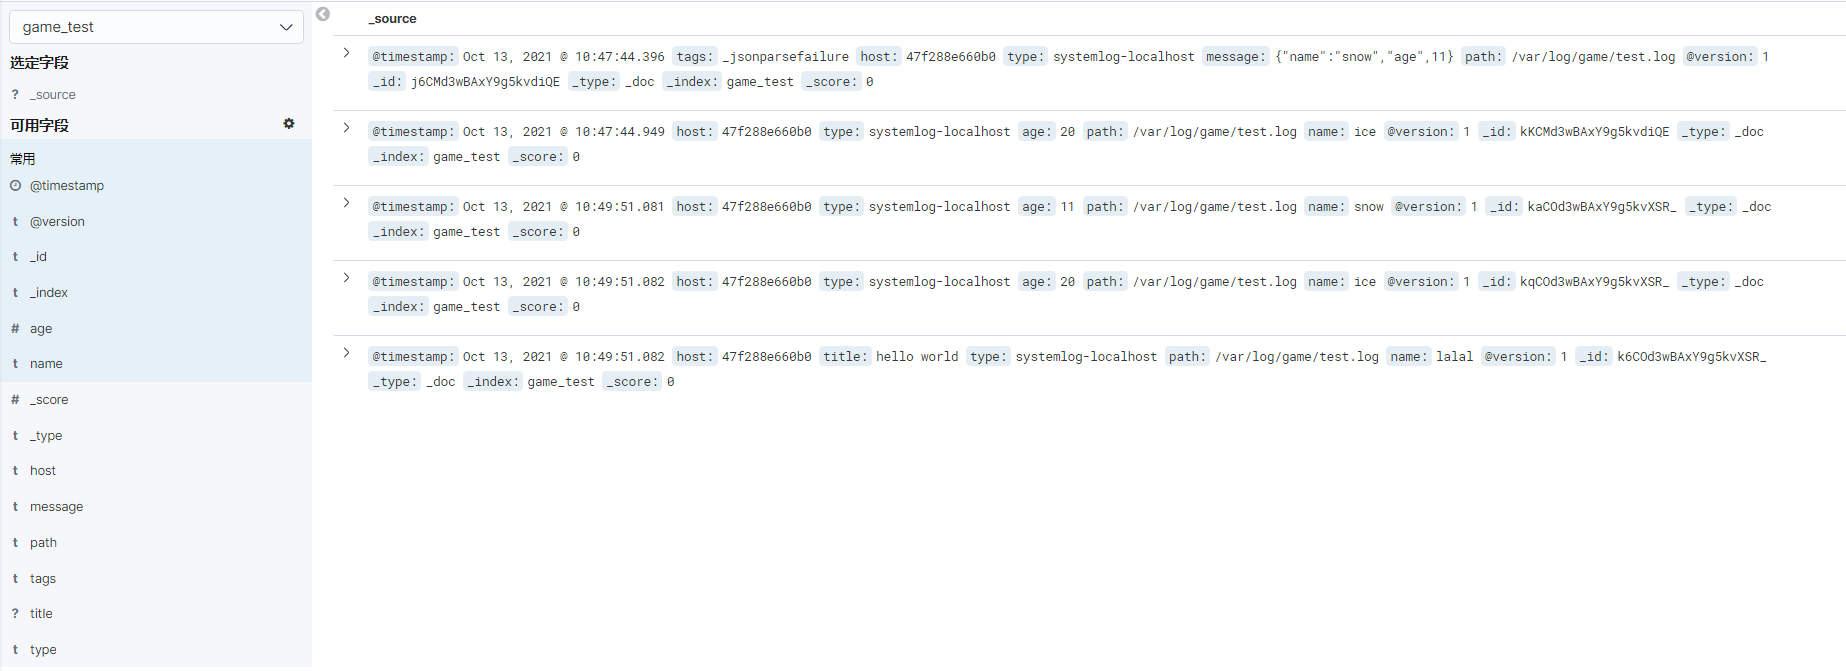 game_test
选定字段
? _source
可用字段
常用
@timestamp
t @version
t _id
t _index
# age
t name
# _score
t _type
t host
t message
t path
t tags
? title
t type
_source
@timestamp: Oct 13, 2021 @ 10:47:44.396 tags: _jsonparsefailure host: 47f288e660b0 type: systemlog-localhost message: {"name":"snow","age",11} path: /var/log/game/test.log @version: 1
_id: j6CMd3wBAxY9g5kvdiQE _type: _doc _index: game_test _score: 0
@timestamp: Oct 13, 2021 @ 10:47:44.949 host: 47f288e660b0 type: systemlog-localhost age: 20 path: /var/log/game/test.log name: ice @version: 1 _id: kKCMd3wBAxY9g5kvdiQE _type: _doc
_index: game_test _score: 0
@timestamp: Oct 13, 2021 @ 10:49:51.081 host: 47f288e660b0 type: systemlog-localhost age: 11 path: /var/log/game/test.log name: snow @version: 1 _id: kaCOd3wBAxY9g5kvXSR_ _type: _doc
_index: game_test _score: 0
@timestamp: Oct 13, 2021 @ 10:49:51.082 host: 47f288e660b0 type: systemlog-localhost age: 20 path: /var/log/game/test.log name: ice @version: 1 _id: kqCOd3wBAxY9g5kvXSR_ _type: _doc
_index: game_test _score: 0
@timestamp: Oct 13, 2021 @ 10:49:51.082 host: 47f288e660b0 title: hello world type: systemlog-localhost path: /var/log/game/test.log name: lalal @version: 1 _id: k6COd3wBAxY9g5kvXSR_
_type: _doc _index: game_test _score: 0